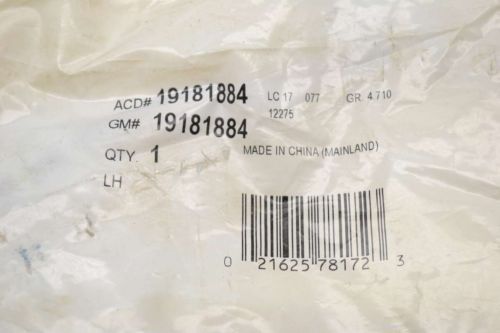 ACD# 19181884 LC 17 077 GR. 4.710
GM# 19181884 12275
QTY. 1 MADE IN CHINA (MAINLAND)
LH
0 21625 78172 3